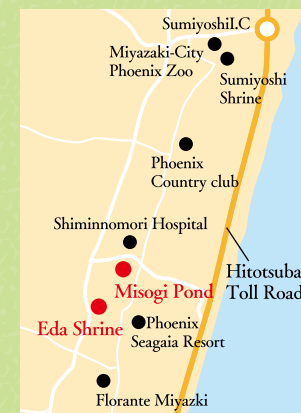 SumiyoshiI.C
Miyazaki-City
Phoenix Zoo
Sumiyoshi
Shrine
Phoenix
Country club
Shiminnomori Hospital
Hitotsuba
Toll Road
Misogi Pond
Eda Shrine
Phoenix
Seagaia Resort
Florante Miyazki